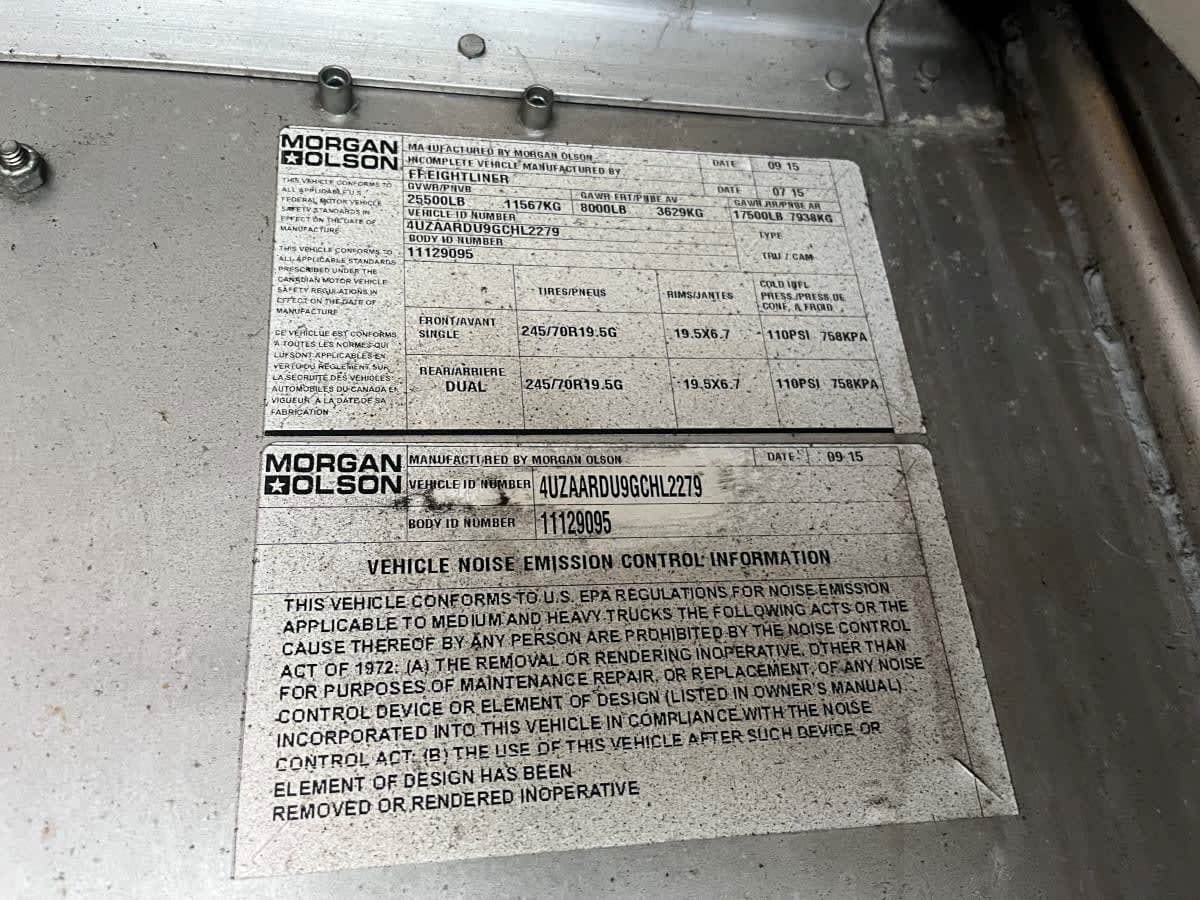 MORGAN
OLSON
MANUFACTURED BY MORGAN OLSON DATE 09 15
INCOMPLETE VEHICLE MANUFACTURED BY
FREIGHTLINER DATE 07 15
GVWR/PNVB GAWR FRT/PNBE AV GAWR RR/PNBE AR
25500LB 11567KG 8000LB 3629KG 17500LB 7938KG
VEHICLE ID NUMBER TYPE
4UZAARDU9GCHL2279
BODY ID NUMBER TRU / CAM
11129095
THIS VEHICLE CONFORMS TO
ALL APPLICABLE U.S.
FEDERAL MOTOR VEHICLE
SAFETY STANDARDS IN
EFFECT ON THE DATE OF
MANUFACTURE
THIS VEHICLE CONFORMS TO
ALL APPLICABLE STANDARDS
PRESCRIBED UNDER THE
CANADIAN MOTOR VEHICLE
SAFETY REGULATIONS IN
EFFECT ON THE DATE OF
MANUFACTURE
CE VEHICLUE EST CONFORMS
A TOUTES LES NORMES QUI
LUI SONT APPLICABLES EN
VERTU DU REGLEMENT SUR
LA SECRUITE DES VEHICLES
AUTOMOBILES DU CANADA EN
VIGUEUR A LA DATE DE SA
FABRICATION
TIRES/PNEUS RIMS/JANTES COLD INFL
PRESS./PRESS. DE
GONF. A FROID
FRONT/AVANT
SINGLE 245/70R19.5G 19.5X6.7 110PSI 758KPA
REAR/ARRIERE
DUAL 245/70R19.5G 19.5X6.7 110PSI 758KPA
MORGAN
OLSON
MANUFACTURED BY MORGAN OLSON DATE: 09 15
VEHICLE ID NUMBER 4UZAARDU9GCHL2279
BODY ID NUMBER 11129095
VEHICLE NOISE EMISSION CONTROL INFORMATION
THIS VEHICLE CONFORMS TO U.S. EPA REGULATIONS FOR NOISE EMISSION
APPLICABLE TO MEDIUM AND HEAVY TRUCKS THE FOLLOWING ACTS OR THE
CAUSE THEREOF BY ANY PERSON ARE PROHIBITED BY THE NOISE CONTROL
ACT OF 1972: (A) THE REMOVAL OR RENDERING INOPERATIVE, OTHER THAN
FOR PURPOSES OF MAINTENANCE REPAIR, OR REPLACEMENT, OF ANY NOISE
CONTROL DEVICE OR ELEMENT OF DESIGN (LISTED IN OWNER'S MANUAL)
INCORPORATED INTO THIS VEHICLE IN COMPLIANCE WITH THE NOISE
CONTROL ACT: (B) THE USE OF THIS VEHICLE AFTER SUCH DEVICE OR
ELEMENT OF DESIGN HAS BEEN
REMOVED OR RENDERED INOPERATIVE